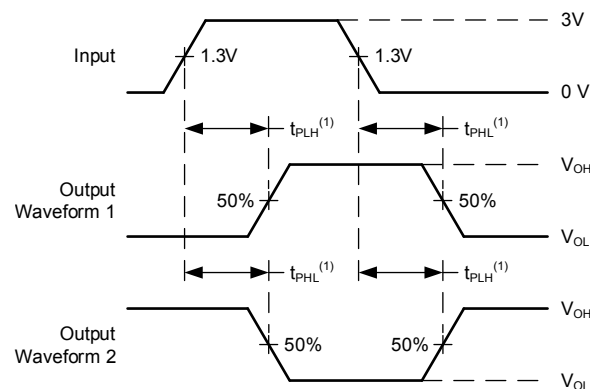 3V
Input
1.3V
1.3V
0 V
tPLH(1)
tPHL(1)
VOH
Output
Waveform 1
50%
50%
VOL
tPHL(1)
tPLH(1)
VOH
Output
Waveform 2
50%
50%
VOL